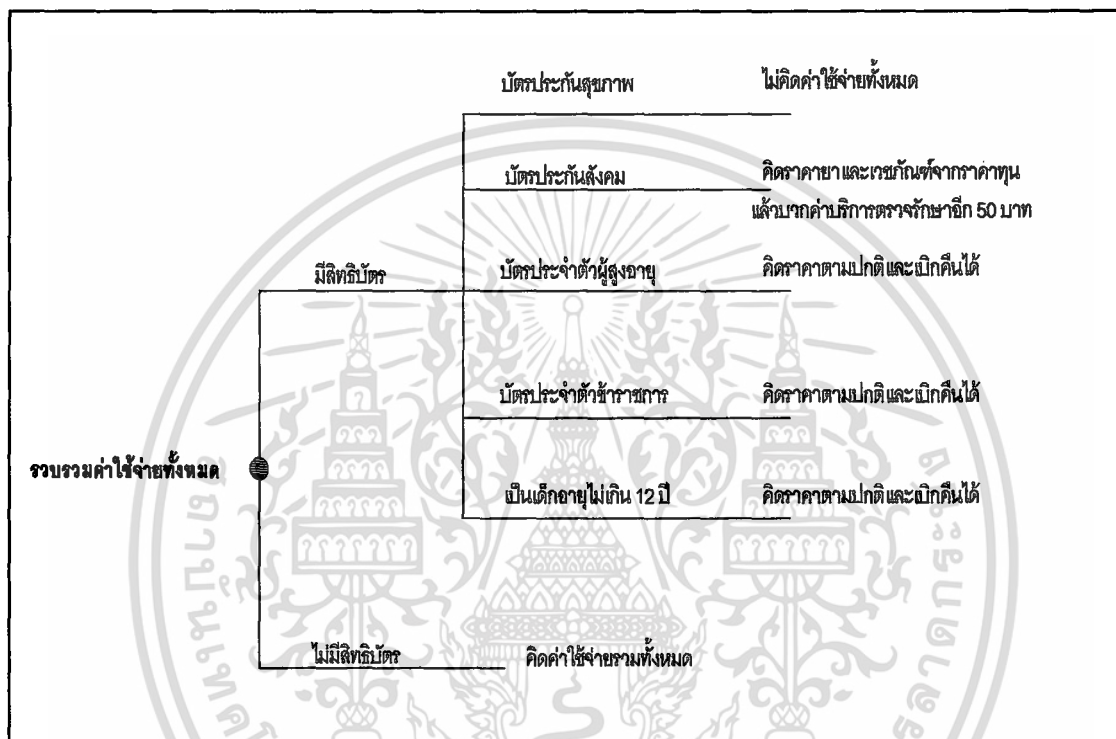 บัตรประกันสุขภาพ ไม่คิดค่าใช้จ่ายทั้งหมด
บัตรประกันสังคม คิดราคายาและเวชภัณฑ์จากราคาทุน
แล้วบวกค่าบริการตรวจรักษาอีก 50 บาท
มีสิทธิบัตร บัตรประจำตัวผู้สูงอายุ คิดราคาตามปกติและเบิกคืนได้
บัตรประจำตัวข้าราชการ คิดราคาตามปกติและเบิกคืนได้
รวบรวมค่าใช้จ่ายทั้งหมด
เป็นเด็กอายุไม่เกิน 12 ปี คิดราคาตามปกติและเบิกคืนได้
ไม่มีสิทธิบัตร คิดค่าใช้จ่ายรวมทั้งหมด